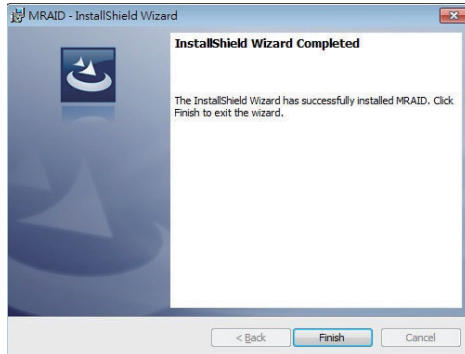 MRAID - InstallShield Wizard
InstallShield Wizard Completed
The InstallShield Wizard has successfully installed MRAID. Click
Finish to exit the wizard.
< Back
Finish
Cancel